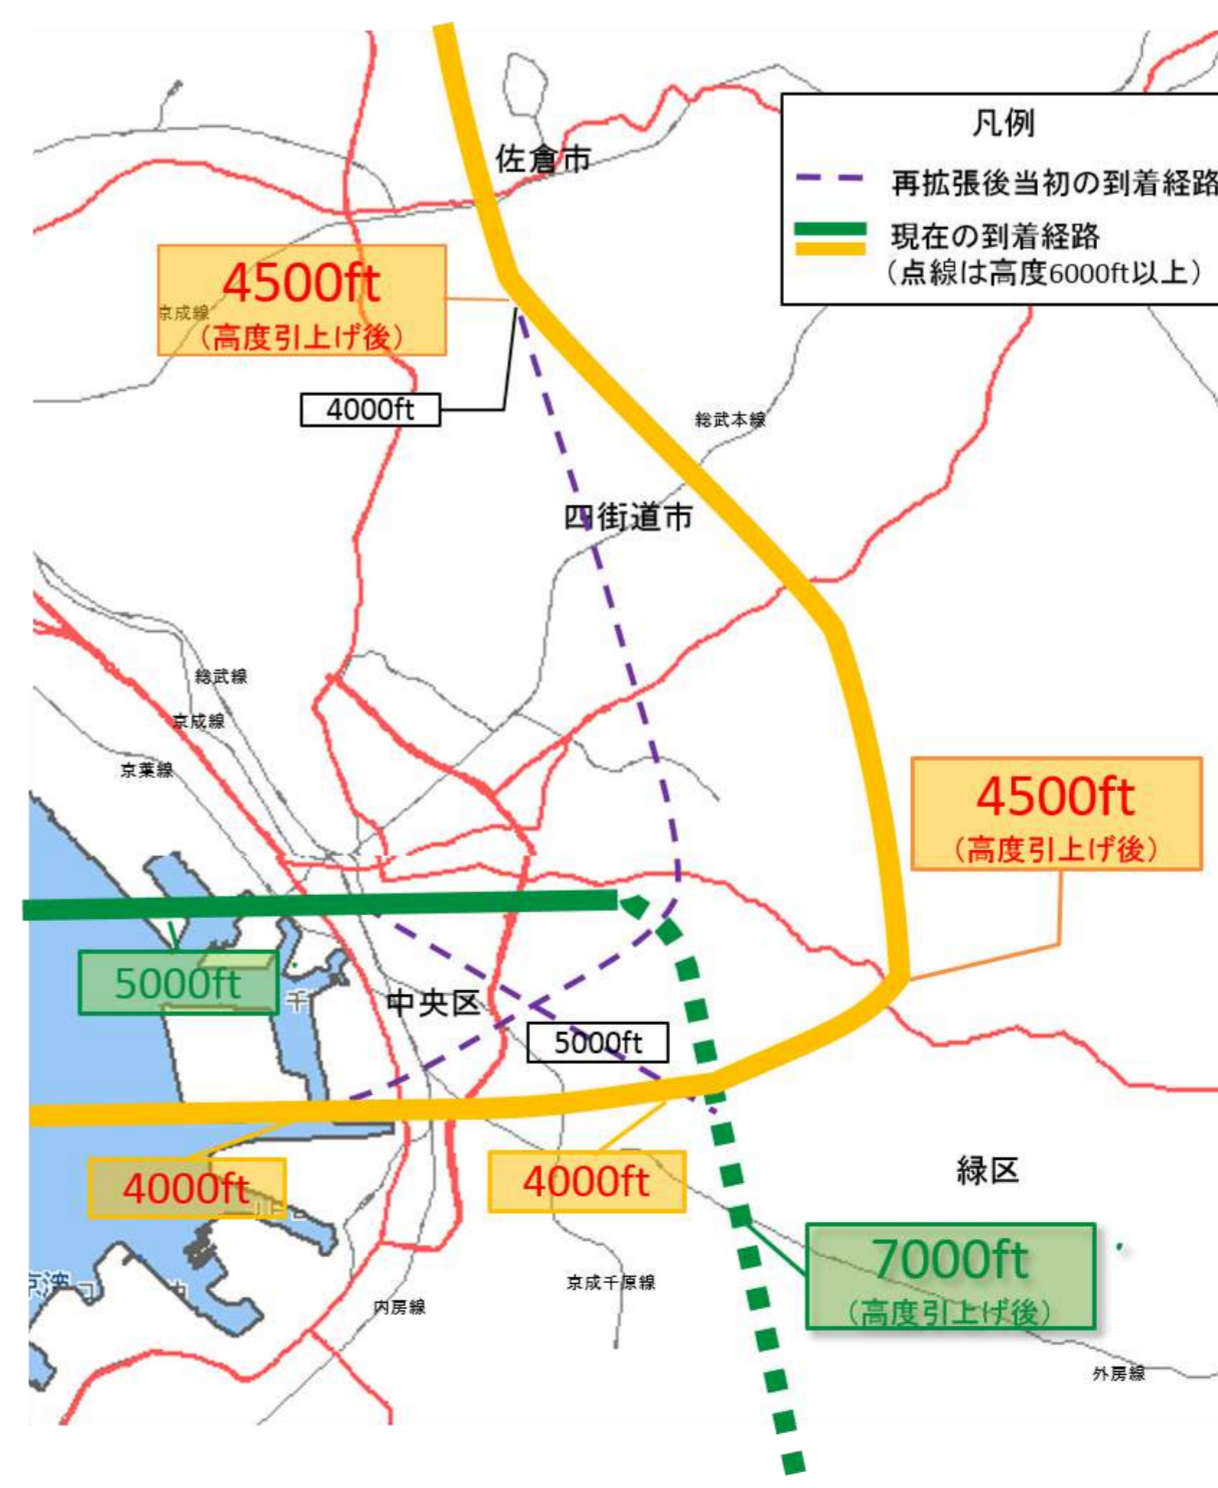 凡例
再拡張後当初の到着経路
現在の到着経路
（点線は高度6000ft以上）
佐倉市
4500ft
（高度引上げ後）
京成線
4000ft
総武本線
四街道市
総武線
京成線
京葉線
4500ft
（高度引上げ後）
5000ft
千
中央区
5000ft
4000ft
4000ft
緑区
7000ft
（高度引上げ後）
京成千原線
内房線
外房線